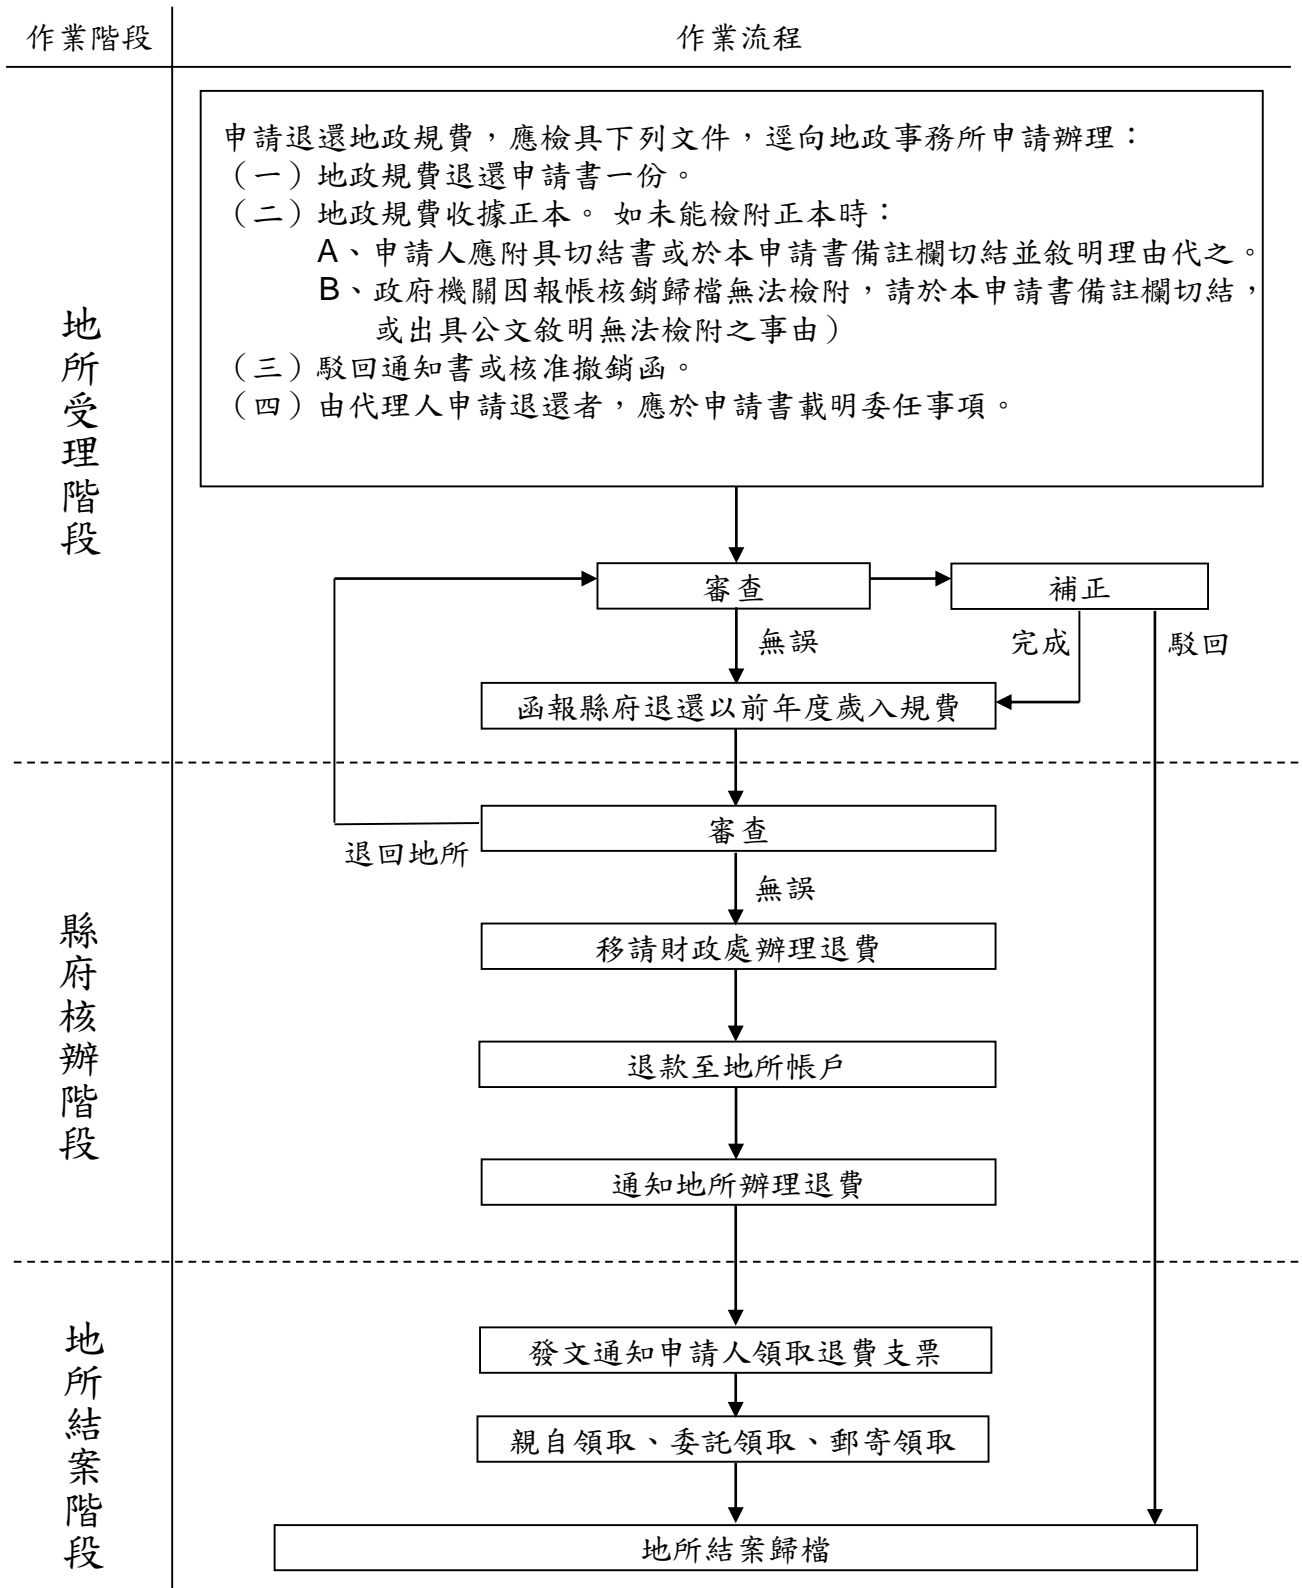 作業階段
作業流程
地所受理階段
申請退還地政規費，應檢具下列文件，逕向地政事務所申請辦理：
（一）地政規費退還申請書一份。
（二）地政規費收據正本。 如未能檢附正本時：
A、申請人應附具切結書或於本申請書備註欄切結並敘明理由代之。
B、政府機關因報帳核銷歸檔無法檢附，請於本申請書備註欄切結，
或出具公文敘明無法檢附之事由）
（三）駁回通知書或核准撤銷函。
（四）由代理人申請退還者，應於申請書載明委任事項。
審查
補正
無誤
完成
駁回
函報縣府退還以前年度歲入規費
縣府核辦階段
審查
退回地所
無誤
移請財政處辦理退費
退款至地所帳戶
通知地所辦理退費
地所結案階段
發文通知申請人領取退費支票
親自領取、委託領取、郵寄領取
地所結案歸檔